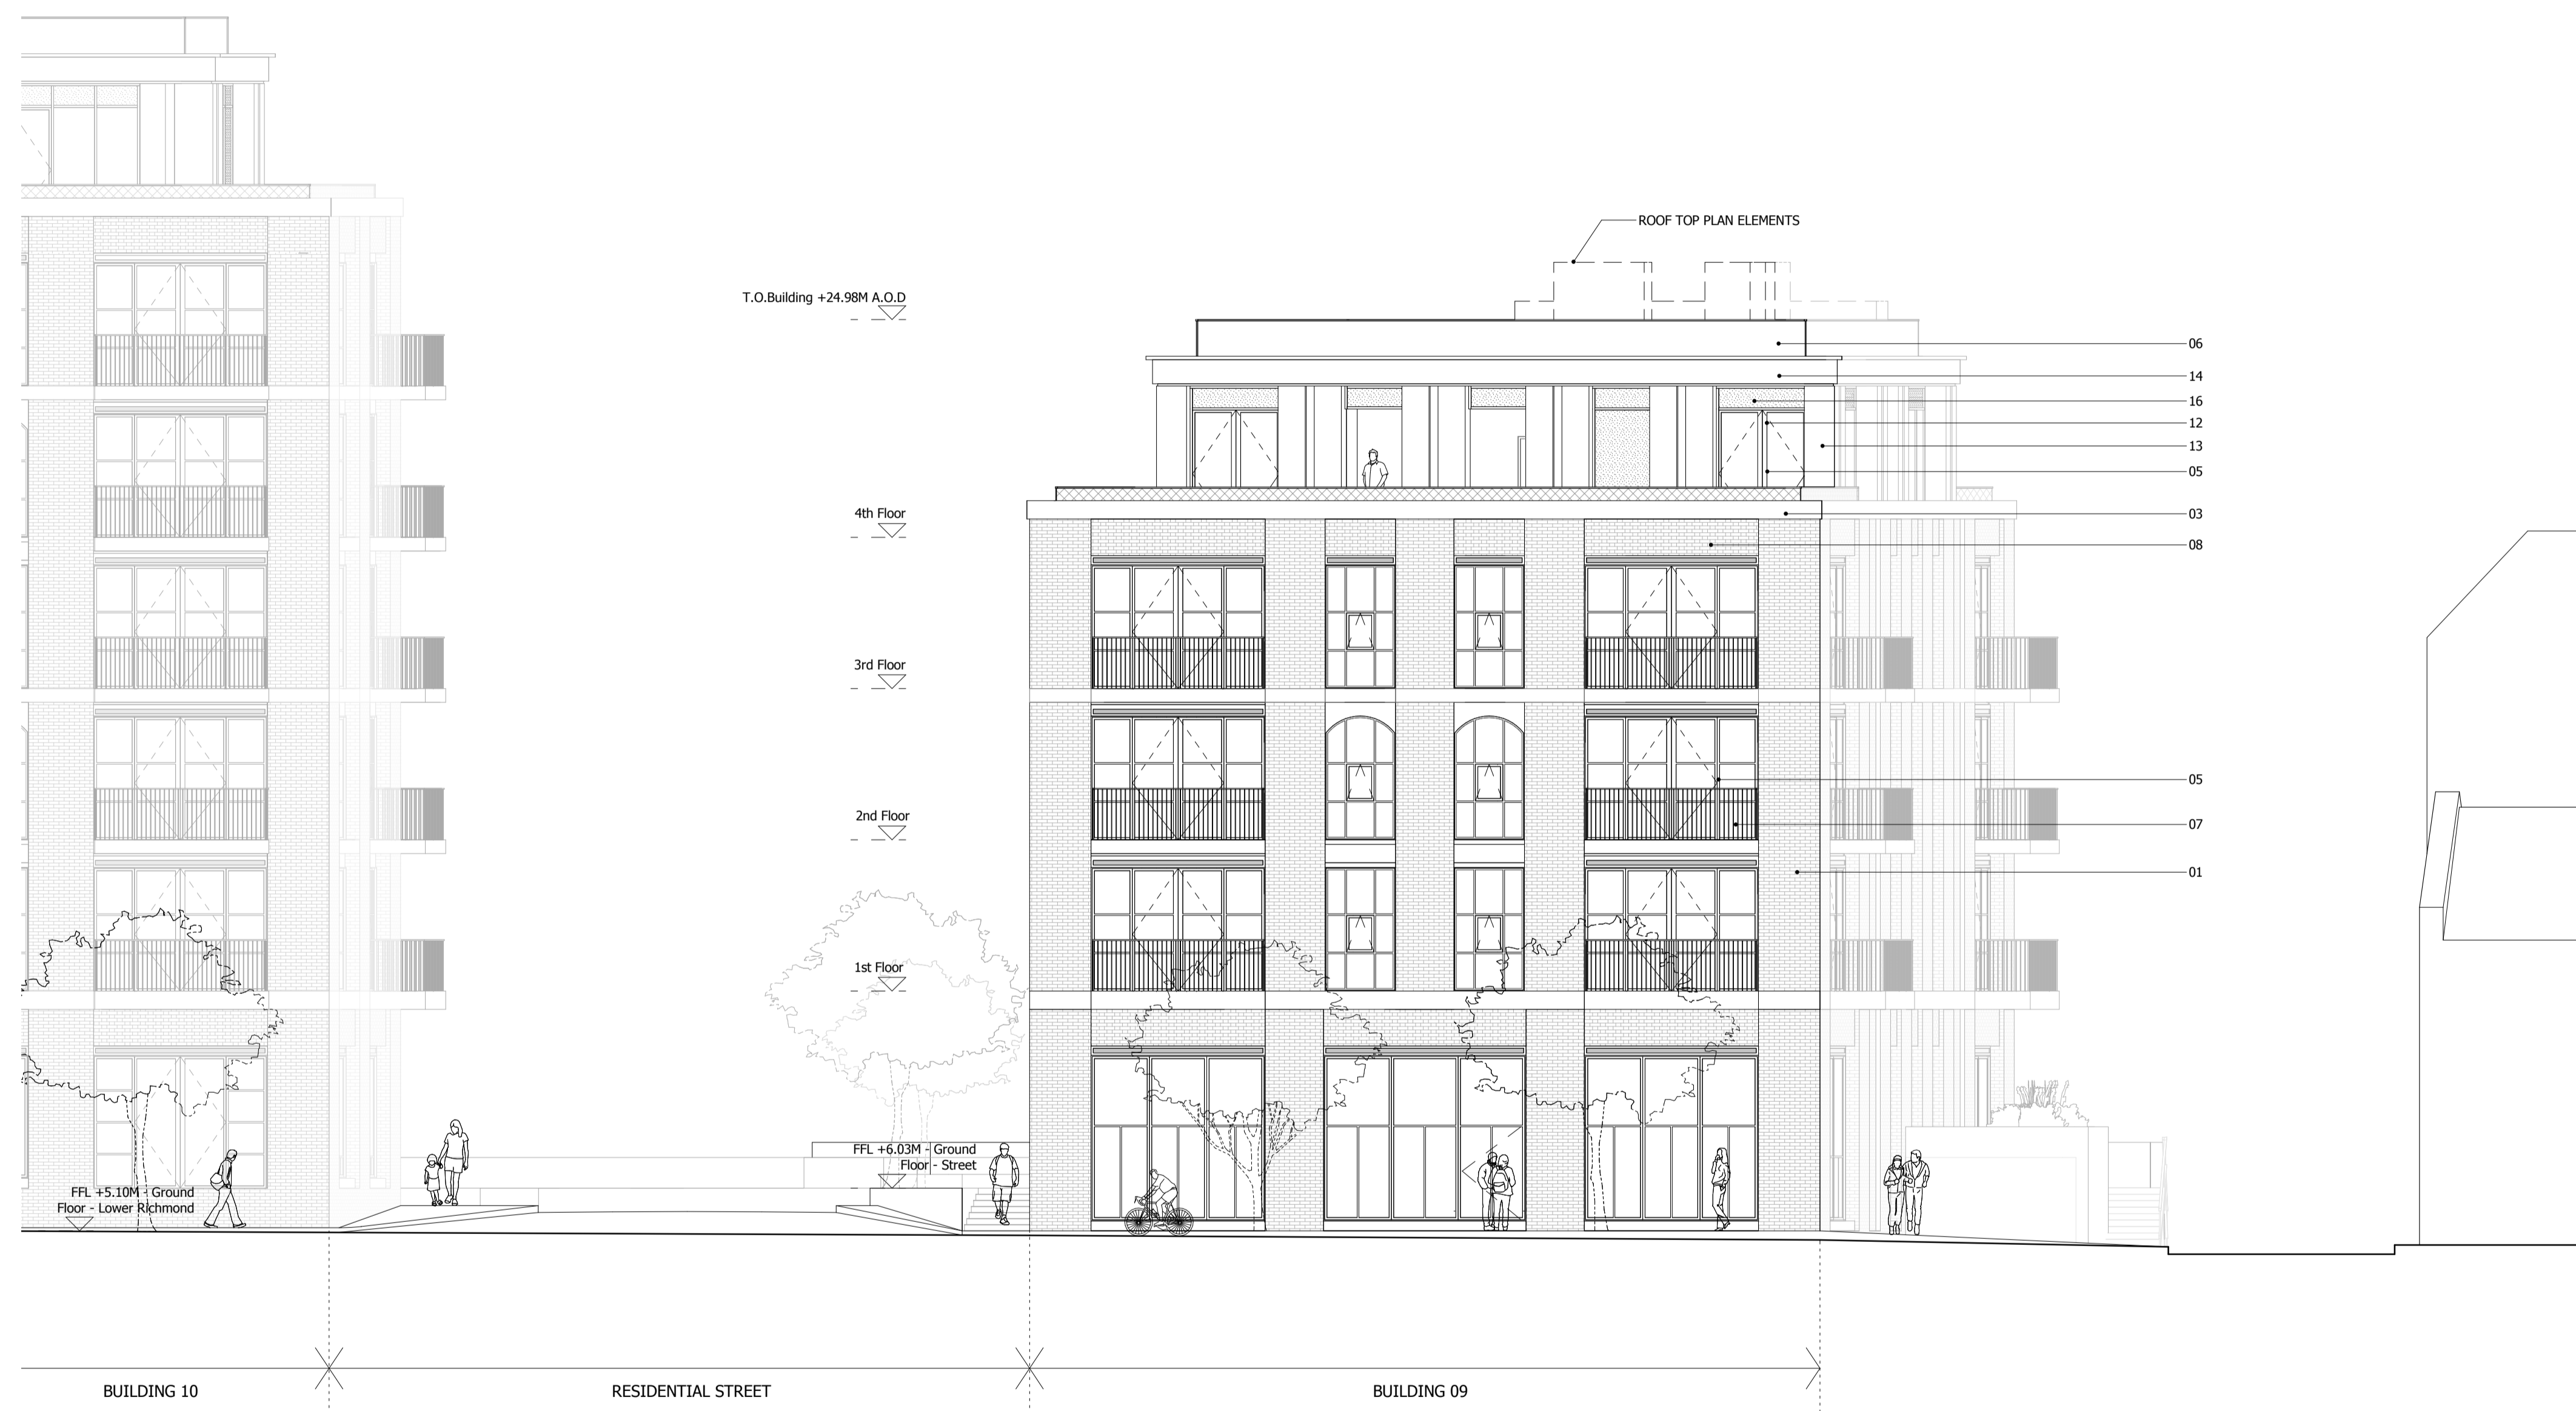 ROOF TOP PLAN ELEMENTS
T.O.Building +24.98M A.O.D
06
14
16
12
13
05
4th Floor
03
08
3rd Floor
05
2nd Floor
07
01
1st Floor
FFL +6.03M - Ground
Floor - Street
FFL +5.10M - Ground
Floor - Lower Richmond
BUILDING 10
RESIDENTIAL STREET
BUILDING 09